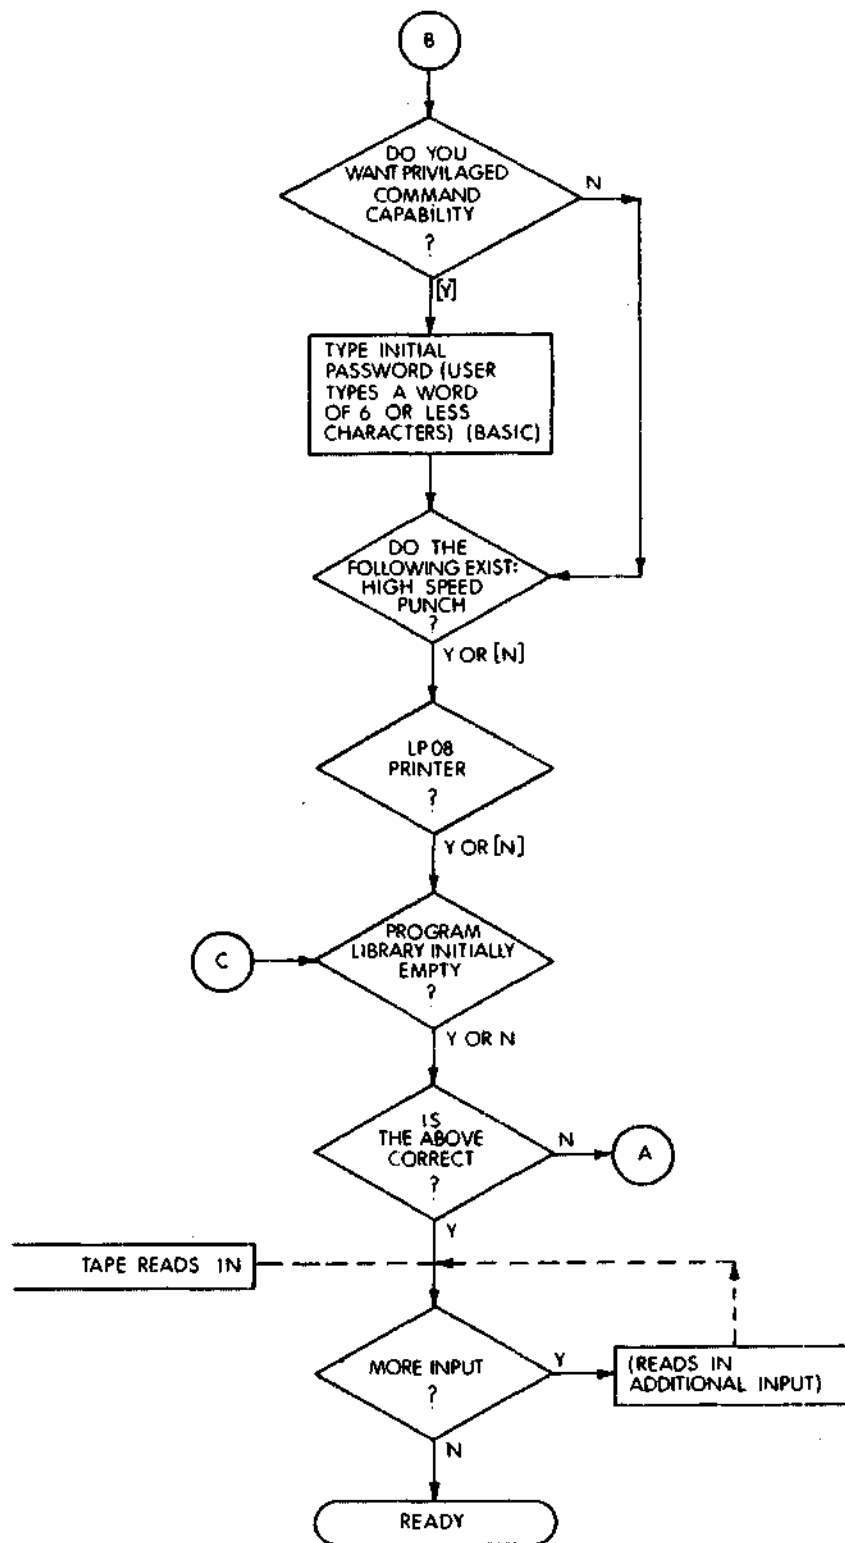 B
DO YOU
WANT PRIVILAGED
COMMAND
CAPABILITY
?
N
[Y]
TYPE INITIAL
PASSWORD (USER
TYPES A WORD
OF 6 OR LESS
CHARACTERS) (BASIC)
DO THE
FOLLOWING EXIST:
HIGH SPEED
PUNCH
?
Y OR [N]
LP08
PRINTER
?
Y OR [N]
C
PROGRAM
LIBRARY INITIALLY
EMPTY
?
Y OR N
IS
THE ABOVE
CORRECT
?
N
A
Y
TAPE READS IN
MORE INPUT
?
Y
(READS IN
ADDITIONAL INPUT)
N
READY